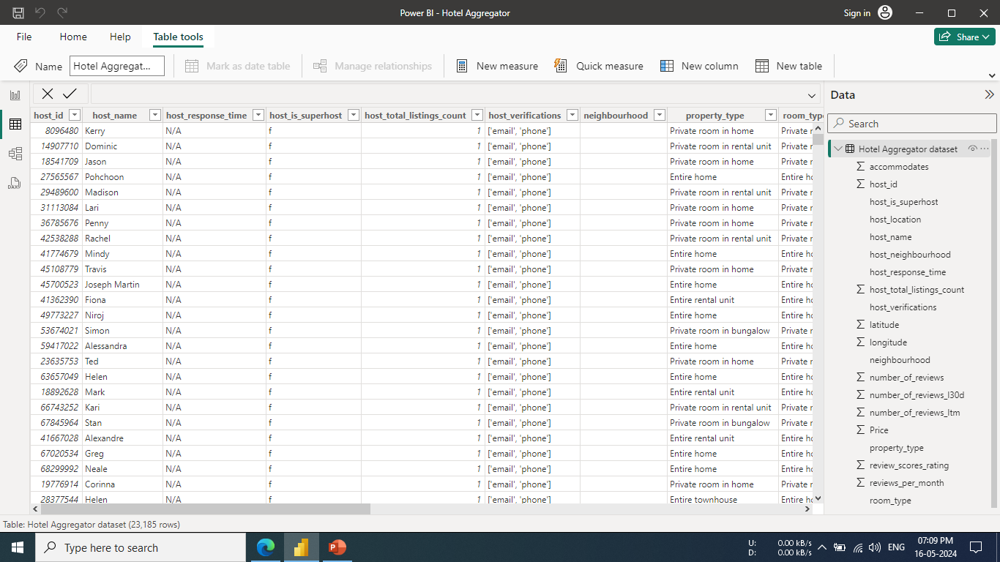 Power BI - Hotel Aggregator
Sign in
File Home Help Table tools
Share
Name Hotel Aggregat... Mark as date table Manage relationships New measure Quick measure New column New table
Data
host_id host_name host_response_time host_is_superhost host_total_listings_count host_verifications neighbourhood property_type room_type
8096480 Kerry N/A f 1 ['email', 'phone'] Private room in home Private r
14907710 Dominic N/A f 1 ['email', 'phone'] Private room in rental unit Private r
18541709 Jason N/A f 1 ['email', 'phone'] Private room in home Private r
27565567 Pohchoon N/A f 1 ['email', 'phone'] Entire home Entire ho
29489600 Madison N/A f 1 ['email', 'phone'] Private room in rental unit Private r
31113084 Lari N/A f 1 ['email', 'phone'] Private room in home Private r
36785676 Penny N/A f 1 ['email', 'phone'] Private room in home Private r
42538288 Rachel N/A f 1 ['email', 'phone'] Private room in rental unit Private r
41774679 Mindy N/A f 1 ['email', 'phone'] Entire home Entire ho
45108779 Travis N/A f 1 ['email', 'phone'] Private room in home Private r
45700523 Joseph Martin N/A f 1 ['email', 'phone'] Entire home Entire ho
41362390 Fiona N/A f 1 ['email', 'phone'] Entire rental unit Entire ho
49773227 Niroj N/A f 1 ['email', 'phone'] Entire home Entire ho
53674021 Simon N/A f 1 ['email', 'phone'] Private room in bungalow Private r
59417022 Alessandra N/A f 1 ['email', 'phone'] Entire home Entire ho
23635753 Ted N/A f 1 ['email', 'phone'] Private room in home Private r
63657049 Helen N/A f 1 ['email', 'phone'] Entire home Entire ho
18892628 Mark N/A f 1 ['email', 'phone'] Entire rental unit Entire ho
66743252 Kari N/A f 1 ['email', 'phone'] Private room in rental unit Private r
67845964 Stan N/A f 1 ['email', 'phone'] Private room in bungalow Private r
41667028 Alexandre N/A f 1 ['email', 'phone'] Entire rental unit Entire ho
67020534 Greg N/A f 1 ['email', 'phone'] Entire home Entire ho
68299992 Neale N/A f 1 ['email', 'phone'] Entire home Entire ho
19776914 Corinna N/A f 1 ['email', 'phone'] Private room in home Private r
28377544 Helen N/A f 1 ['email', 'phone'] Entire townhouse Entire ho
Search
Hotel Aggregator dataset
accommodates
host_id
host_is_superhost
host_location
host_name
host_neighbourhood
host_response_time
host_total_listings_count
host_verifications
latitude
longitude
neighbourhood
number_of_reviews
number_of_reviews_l30d
number_of_reviews_ltm
Price
property_type
review_scores_rating
reviews_per_month
room_type
Table: Hotel Aggregator dataset (23,185 rows)
Type here to search
U: 0.00 kB/s
D: 0.00 kB/s
ENG
07:09 PM
16-05-2024